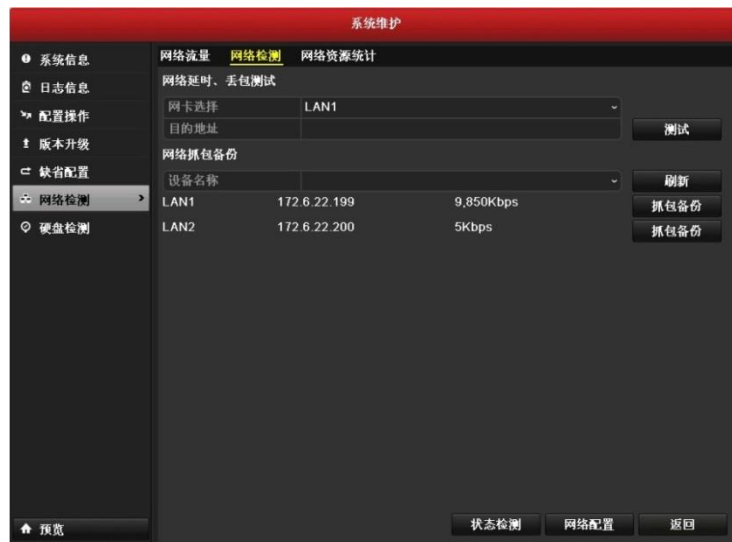 系统维护
系统信息
日志信息
配置操作
版本升级
缺省配置
网络检测
硬盘检测
预览
网络流量 网络检测 网络资源统计
网络延时、丢包测试
网卡选择 LAN1
目的地址 测试
网络抓包备份
设备名称 刷新
LAN1 172.6.22.199 9,850Kbps 抓包备份
LAN2 172.6.22.200 5Kbps 抓包备份
状态检测 网络配置 返回